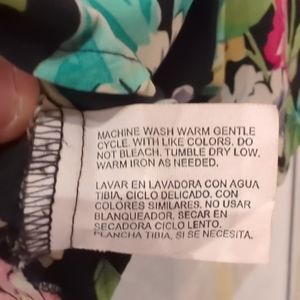 MACHINE WASH WARM GENTLE
CYCLE. WITH LIKE COLORS. DO
NOT BLEACH. TUMBLE DRY LOW.
WARM IRON AS NEEDED.
LAVAR EN LAVADORA CON AGUA
TIBIA, CICLO DELICADO. CON
COLORES SIMILARES. NO USAR
BLANQUEADOR. SECAR EN
SECADORA CICLO LENTO.
PLANCHA TIBIA, SI SE NECESITA.